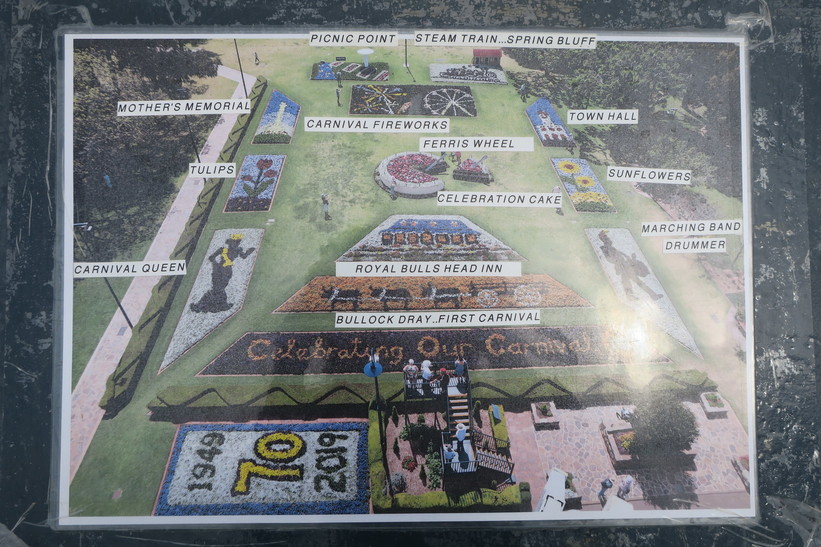 PICNIC POINT
STEAM TRAIN...SPRING BLUFF
MOTHER'S MEMORIAL
CARNIVAL FIREWORKS
TOWN HALL
FERRIS WHEEL
TULIPS
SUNFLOWERS
CELEBRATION CAKE
MARCHING BAND
DRUMMER
CARNIVAL QUEEN
ROYAL BULLS HEAD INN
BULLOCK DRAY..FIRST CARNIVAL
Celebrating Our Carnival
1949
70
2019